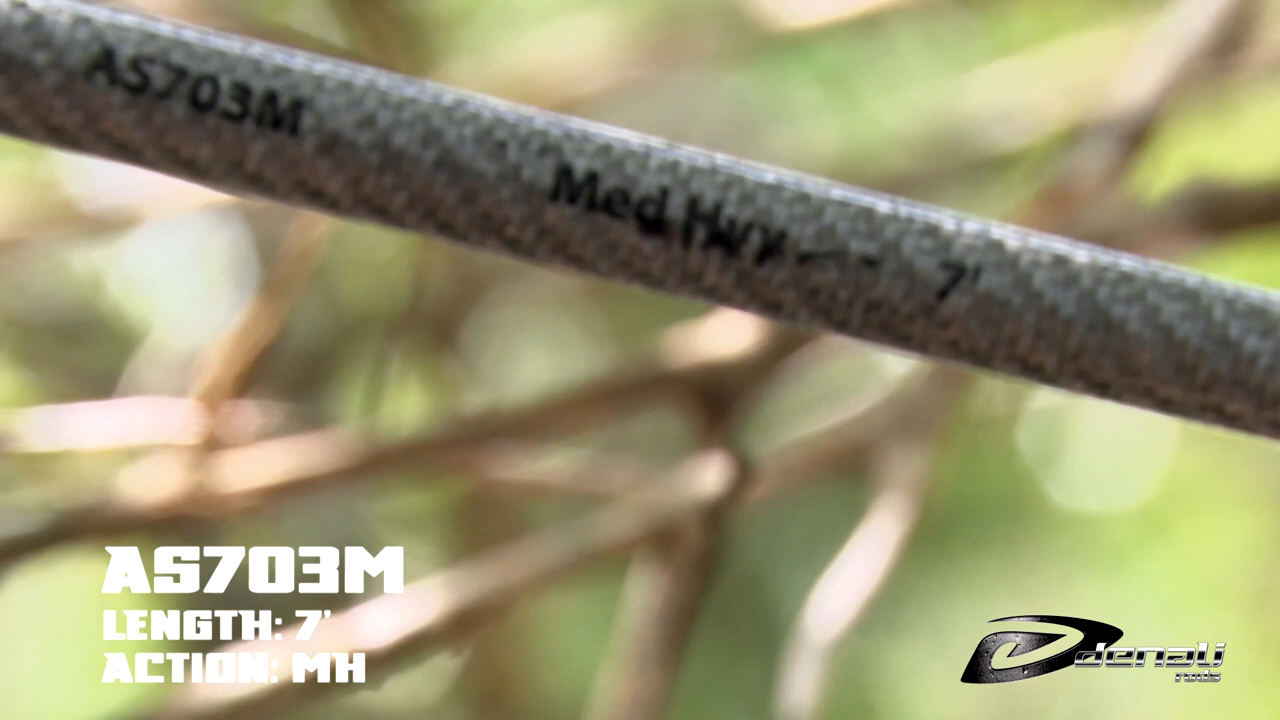 AS703M
Med Hvy 7'
AS703M
LENGTH: 7'
ACTION: MH
denali
rods